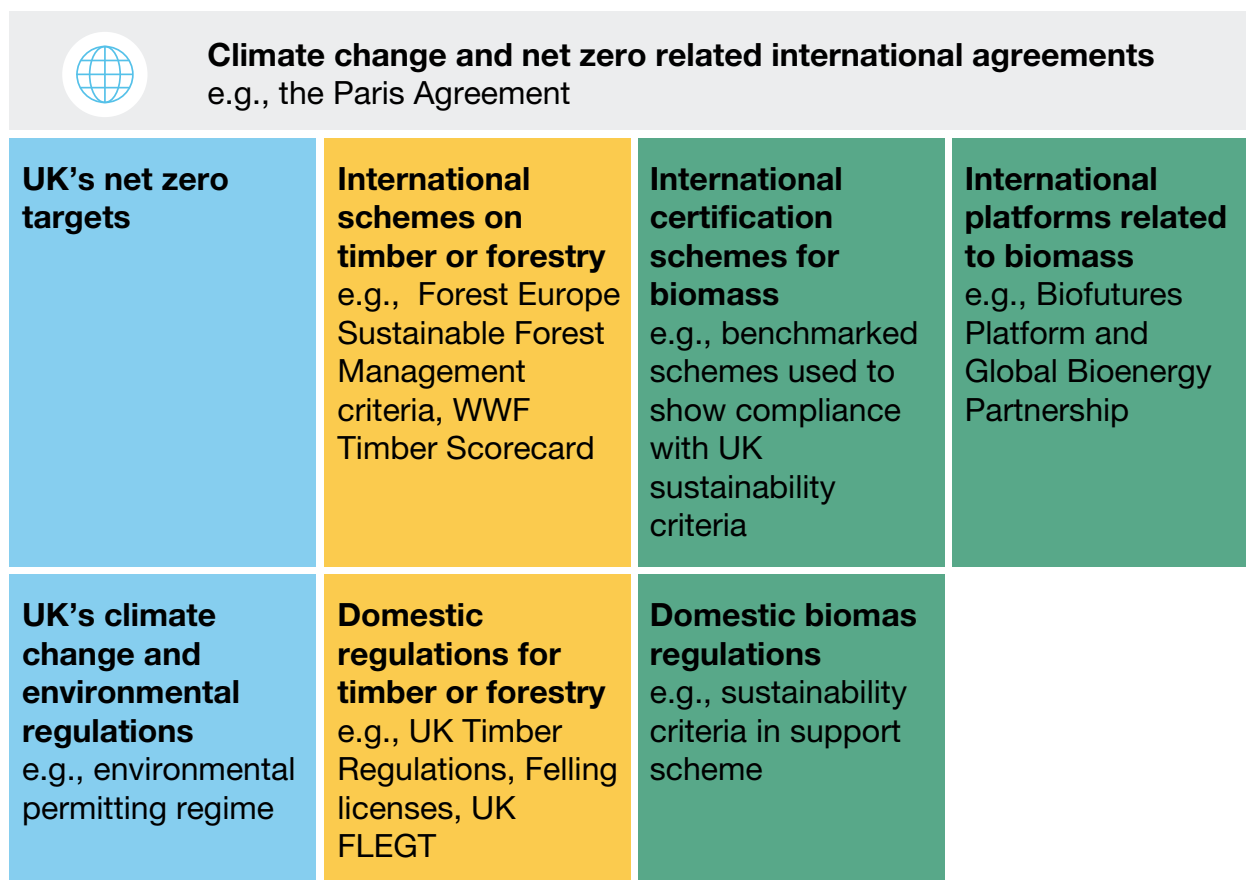 Climate change and net zero related international agreements
e.g., the Paris Agreement
UK’s net zero
targets
International
schemes on
timber or forestry
e.g.,  Forest Europe
Sustainable Forest
Management
criteria, WWF
Timber Scorecard
International
certification
schemes for
biomass
e.g., benchmarked
schemes used to
show compliance
with UK
sustainability
criteria
International
platforms related
to biomass
e.g., Biofutures
Platform and
Global Bioenergy
Partnership
UK’s climate
change and
environmental
regulations
e.g., environmental
permitting regime
Domestic
regulations for
timber or forestry
e.g., UK Timber
Regulations, Felling
licenses, UK
FLEGT
Domestic biomas
regulations
e.g., sustainability
criteria in support
scheme